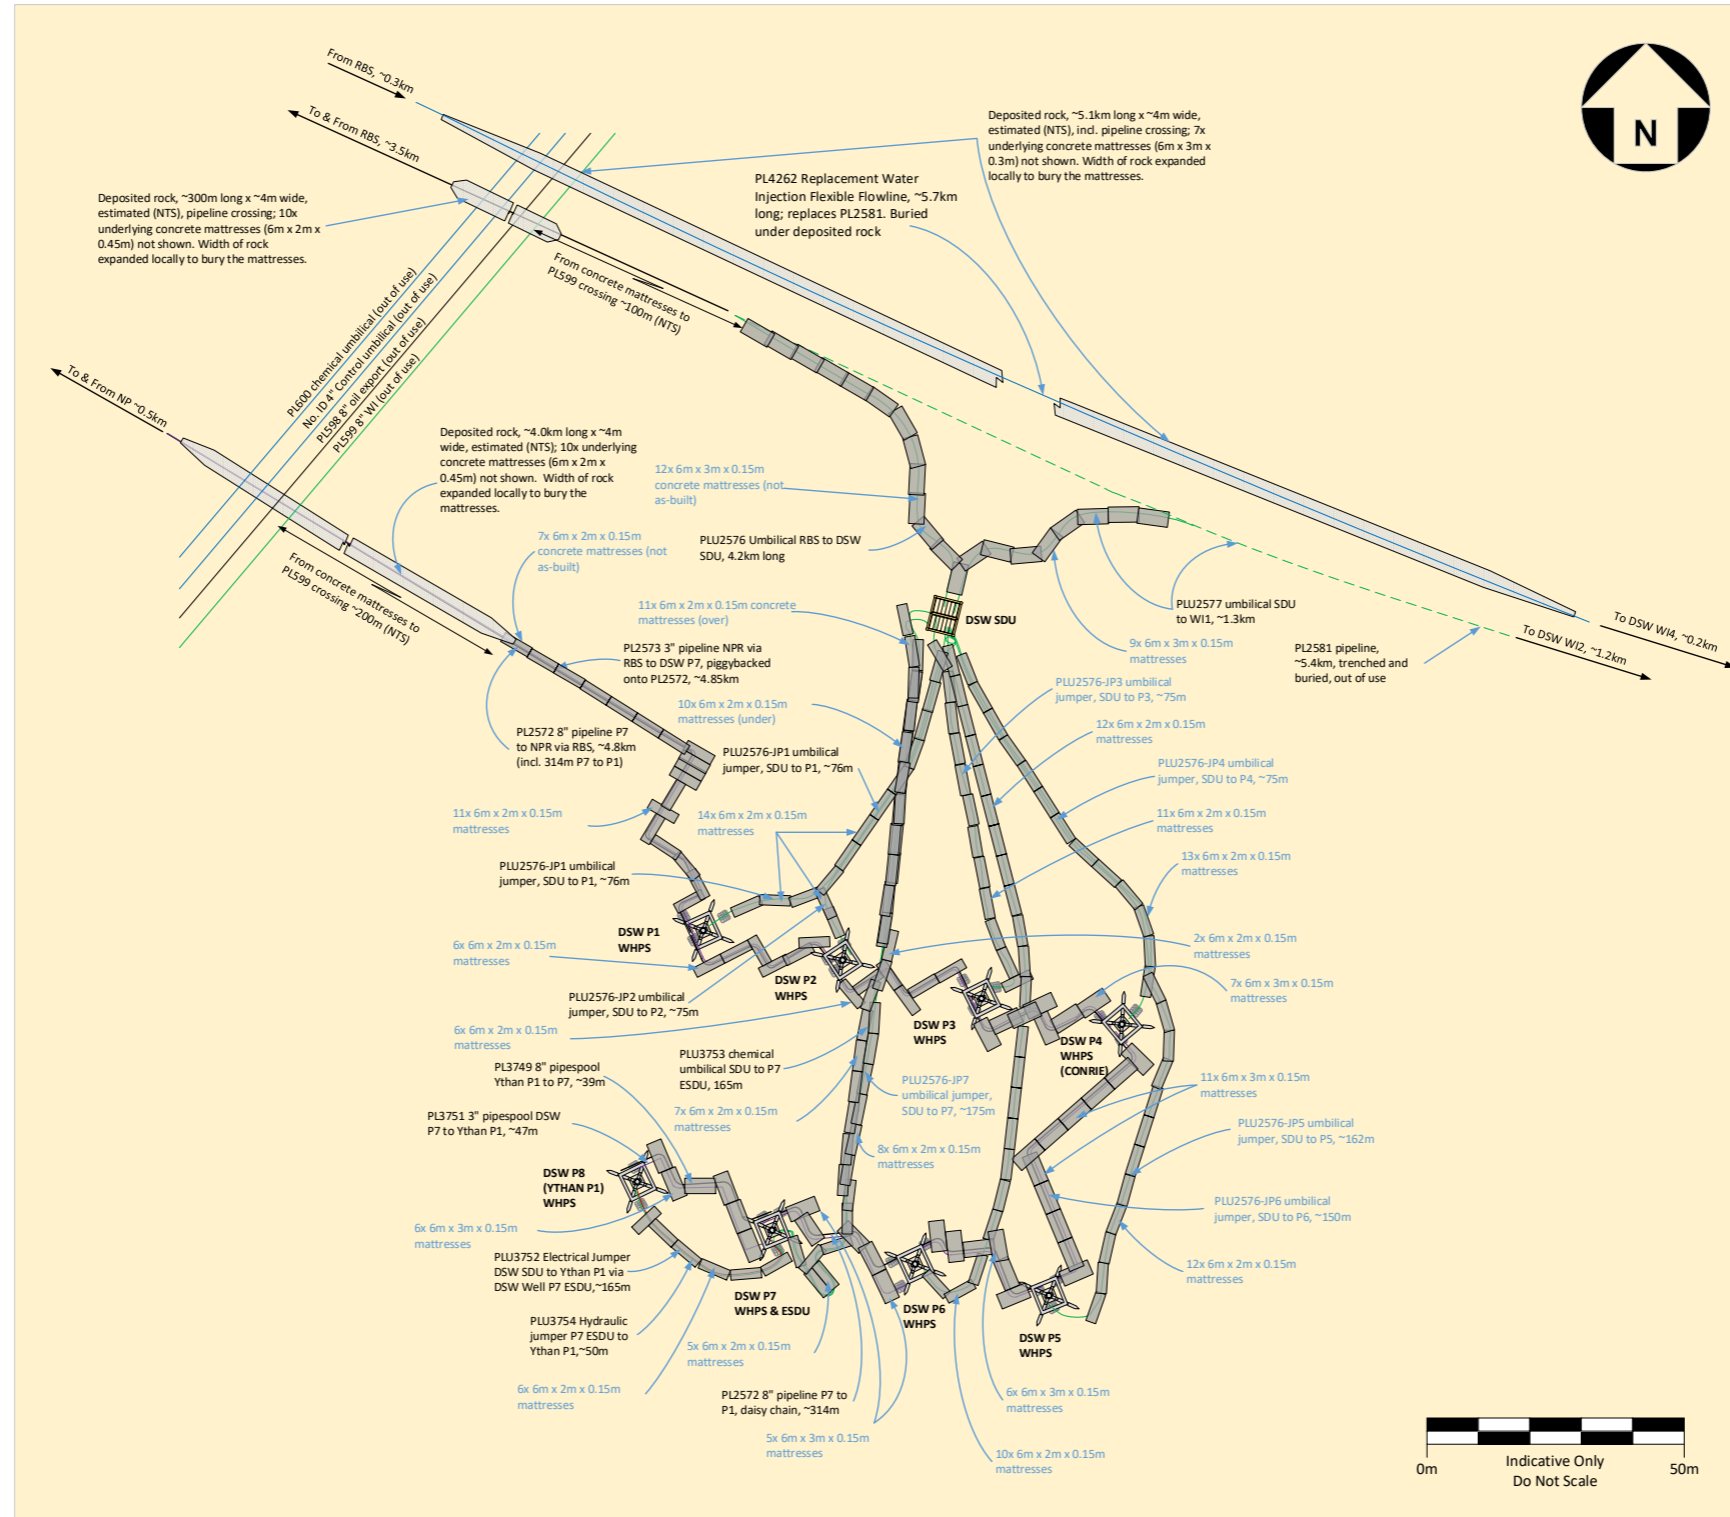 From RBS, ~0.3km
To & From RBS, ~3.5km
N
Deposited rock, ~5.1km long x ~4m wide,
estimated (NTS), incl. pipeline crossing; 7x
underlying concrete mattresses (6m x 3m x
0.3m) not shown. Width of rock expanded
locally to bury the mattresses.
PL4262 Replacement Water
Injection Flexible Flowline, ~5.7km
long; replaces PL2581. Buried
under deposited rock
Deposited rock, ~300m long x ~4m wide,
estimated (NTS), pipeline crossing; 10x
underlying concrete mattresses (6m x 2m x
0.45m) not shown. Width of rock
expanded locally to bury the mattresses.
From concrete mattresses to
PL599 crossing ~100m (NTS)
PL600 chemical umbilical (out of use)
No. ID 4" Control umbilical (out of use)
PL598 8" oil export (out of use)
PL599 8" WI (out of use)
To & From NP ~0.5km
Deposited rock, ~4.0km long x ~4m
wide, estimated (NTS); 10x underlying
concrete mattresses (6m x 2m x
0.45m) not shown. Width of rock
expanded locally to bury the
mattresses.
12x 6m x 3m x 0.15m
concrete mattresses (not
as-built)
7x 6m x 2m x 0.15m
concrete mattresses (not
as-built)
PLU2576 Umbilical RBS to DSW
SDU, 4.2km long
From concrete mattresses to
PL599 crossing ~200m (NTS)
11x 6m x 2m x 0.15m concrete
mattresses (over)
DSW SDU
PLU2577 umbilical SDU
to WI1, ~1.3km
9x 6m x 3m x 0.15m
mattresses
PL2581 pipeline,
~5.4km, trenched and
buried, out of use
To DSW WI4, ~0.2km
To DSW WI2, ~1.2km
PL2573 3" pipeline NPR via
RBS to DSW P7, piggybacked
onto PL2572, ~4.85km
PLU2576-JP3 umbilical
jumper, SDU to P3, ~75m
10x 6m x 2m x 0.15m
mattresses (under)
12x 6m x 2m x 0.15m
mattresses
PL2572 8" pipeline P7
to NPR via RBS, ~4.8km
(incl. 314m P7 to P1)
PLU2576-JP1 umbilical
jumper, SDU to P1, ~76m
PLU2576-JP4 umbilical
jumper, SDU to P4, ~75m
11x 6m x 2m x 0.15m
mattresses
14x 6m x 2m x 0.15m
mattresses
11x 6m x 2m x 0.15m
mattresses
13x 6m x 2m x 0.15m
mattresses
PLU2576-JP1 umbilical
jumper, SDU to P1, ~76m
DSW P1
WHPS
6x 6m x 2m x 0.15m
mattresses
2x 6m x 2m x 0.15m
mattresses
DSW P2
WHPS
7x 6m x 3m x 0.15m
mattresses
PLU2576-JP2 umbilical
jumper, SDU to P2, ~75m
6x 6m x 2m x 0.15m
mattresses
DSW P3
WHPS
DSW P4
WHPS
(CONRIE)
PLU3753 chemical
umbilical SDU to P7
ESDU, 165m
PL3749 8" pipespool
Ythan P1 to P7, ~39m
PLU2576-JP7
umbilical jumper,
SDU to P7, ~175m
11x 6m x 3m x 0.15m
mattresses
PL3751 3" pipespool DSW
P7 to Ythan P1, ~47m
7x 6m x 2m x 0.15m
mattresses
PLU2576-JP5 umbilical
jumper, SDU to P5, ~162m
8x 6m x 2m x 0.15m
mattresses
DSW P8
(YTHAN P1)
WHPS
PLU2576-JP6 umbilical
jumper, SDU to P6, ~150m
6x 6m x 3m x 0.15m
mattresses
PLU3752 Electrical Jumper
DSW SDU to Ythan P1 via
DSW Well P7 ESDU,~165m
12x 6m x 2m x 0.15m
mattresses
DSW P7
WHPS & ESDU
DSW P6
WHPS
PLU3754 Hydraulic
jumper P7 ESDU to
Ythan P1,~50m
DSW P5
WHPS
5x 6m x 2m x 0.15m
mattresses
6x 6m x 2m x 0.15m
mattresses
PL2572 8" pipeline P7 to
P1, daisy chain, ~314m
6x 6m x 3m x 0.15m
mattresses
5x 6m x 3m x 0.15m
mattresses
10x 6m x 2m x 0.15m
mattresses
0m
Indicative Only
Do Not Scale
50m